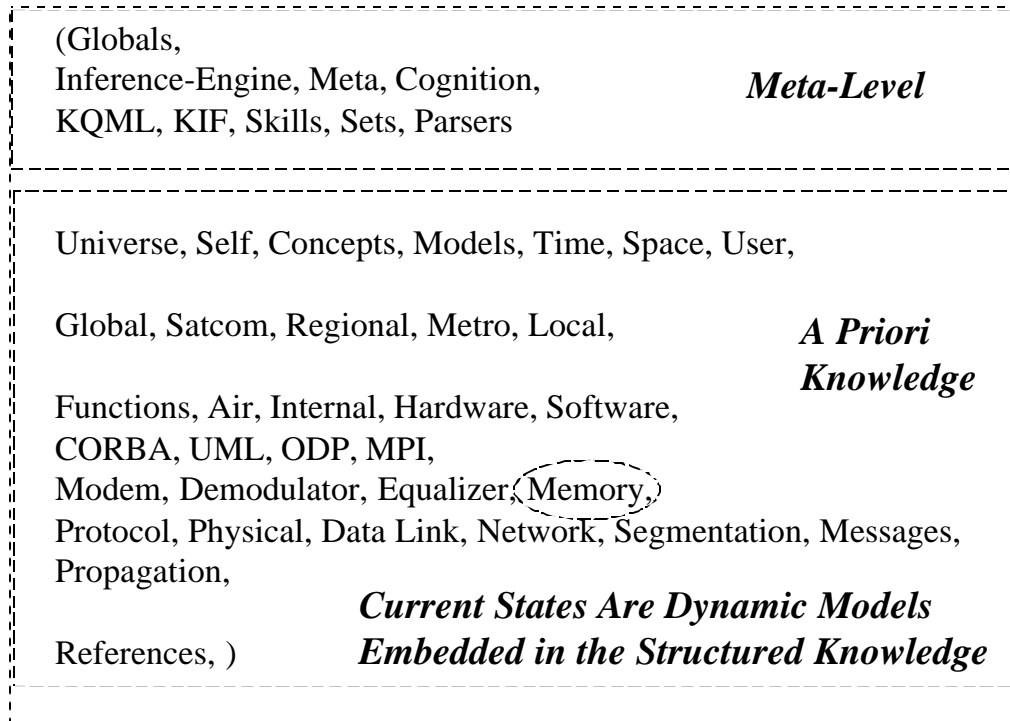 (Globals,
Inference-Engine, Meta, Cognition,
KQML, KIF, Skills, Sets, Parsers
Meta-Level
Universe, Self, Concepts, Models, Time, Space, User,
Global, Satcom, Regional, Metro, Local,
A Priori
Knowledge
Functions, Air, Internal, Hardware, Software,
CORBA, UML, ODP, MPI,
Modem, Demodulator, Equalizer, Memory,
Protocol, Physical, Data Link, Network, Segmentation, Messages,
Propagation,
References, )
Current States Are Dynamic Models
Embedded in the Structured Knowledge